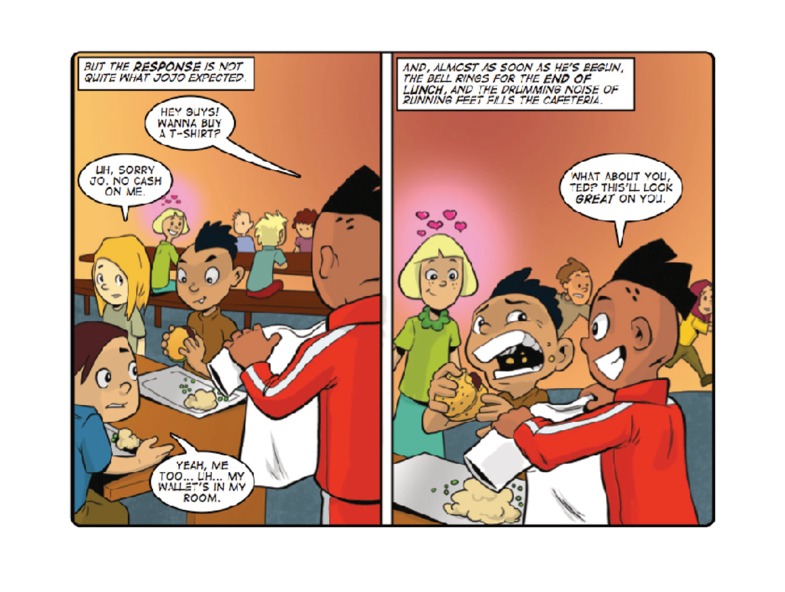 BUT THE RESPONSE IS NOT
QUITE WHAT JOJO EXPECTED.
HEY GUYS!
WANNA BUY
A T-SHIRT?
UH, SORRY
JO. NO CASH
ON ME.
YEAH, ME
TOO... UH... MY
WALLET'S IN MY
ROOM.
AND, ALMOST AS SOON AS HE'S BEGUN,
THE BELL RINGS FOR THE END OF
LUNCH, AND THE DRUMMING NOISE OF
RUNNING FEET FILLS THE CAFETERIA.
WHAT ABOUT YOU,
TED? THIS'LL LOOK
GREAT ON YOU.